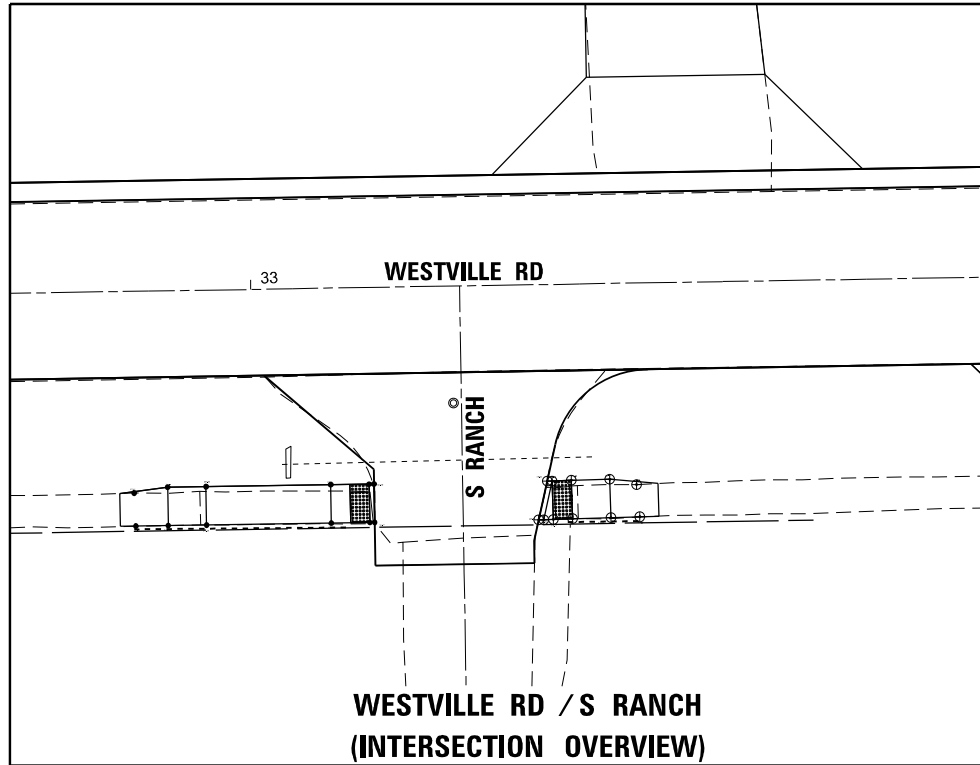 33
WESTVILLE RD
S RANCH
WESTVILLE RD / S RANCH
(INTERSECTION OVERVIEW)